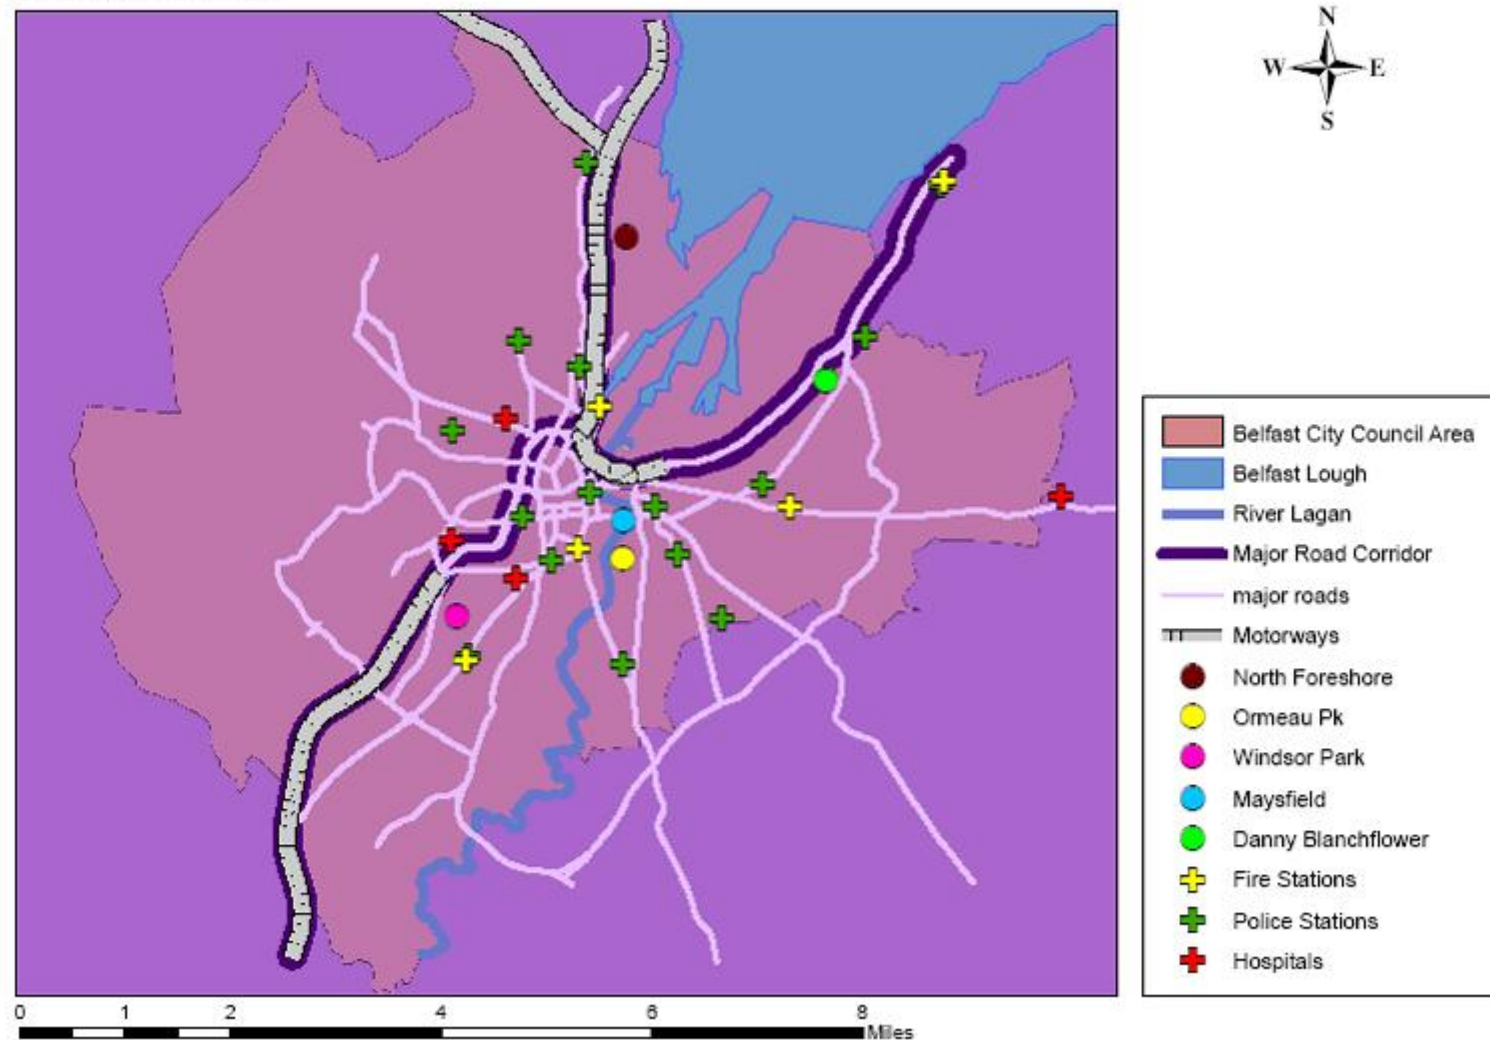 N
W E
S
Belfast City Council Area
Belfast Lough
River Lagan
Major Road Corridor
major roads
Motorways
North Foreshore
Ormeau Pk
Windsor Park
Maysfield
Danny Blanchflower
Fire Stations
Police Stations
Hospitals
0 1 2 4 6 8
Miles